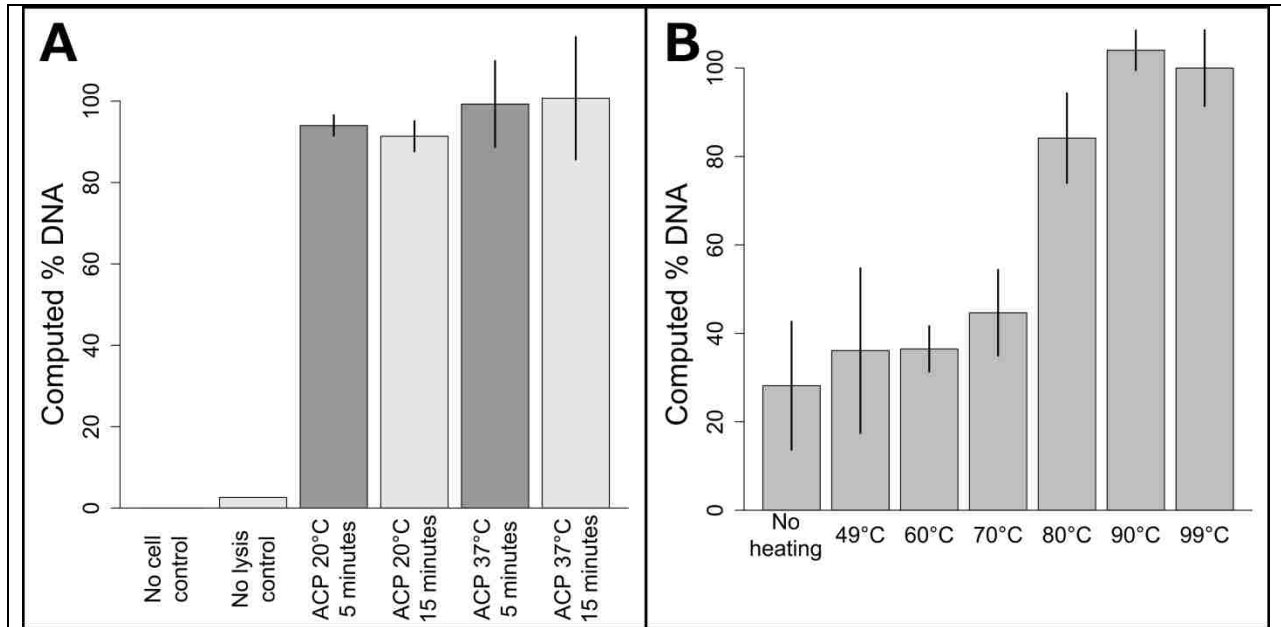 A
Computed % DNA
100
80
60
40
20
0
No cell
control
No lysis
control
ACP 20°C
5 minutes
ACP 20°C
15 minutes
ACP 37°C
5 minutes
ACP 37°C
15 minutes
B
Computed % DNA
100
80
60
40
20
0
No
heating
49°C
60°C
70°C
80°C
90°C
99°C